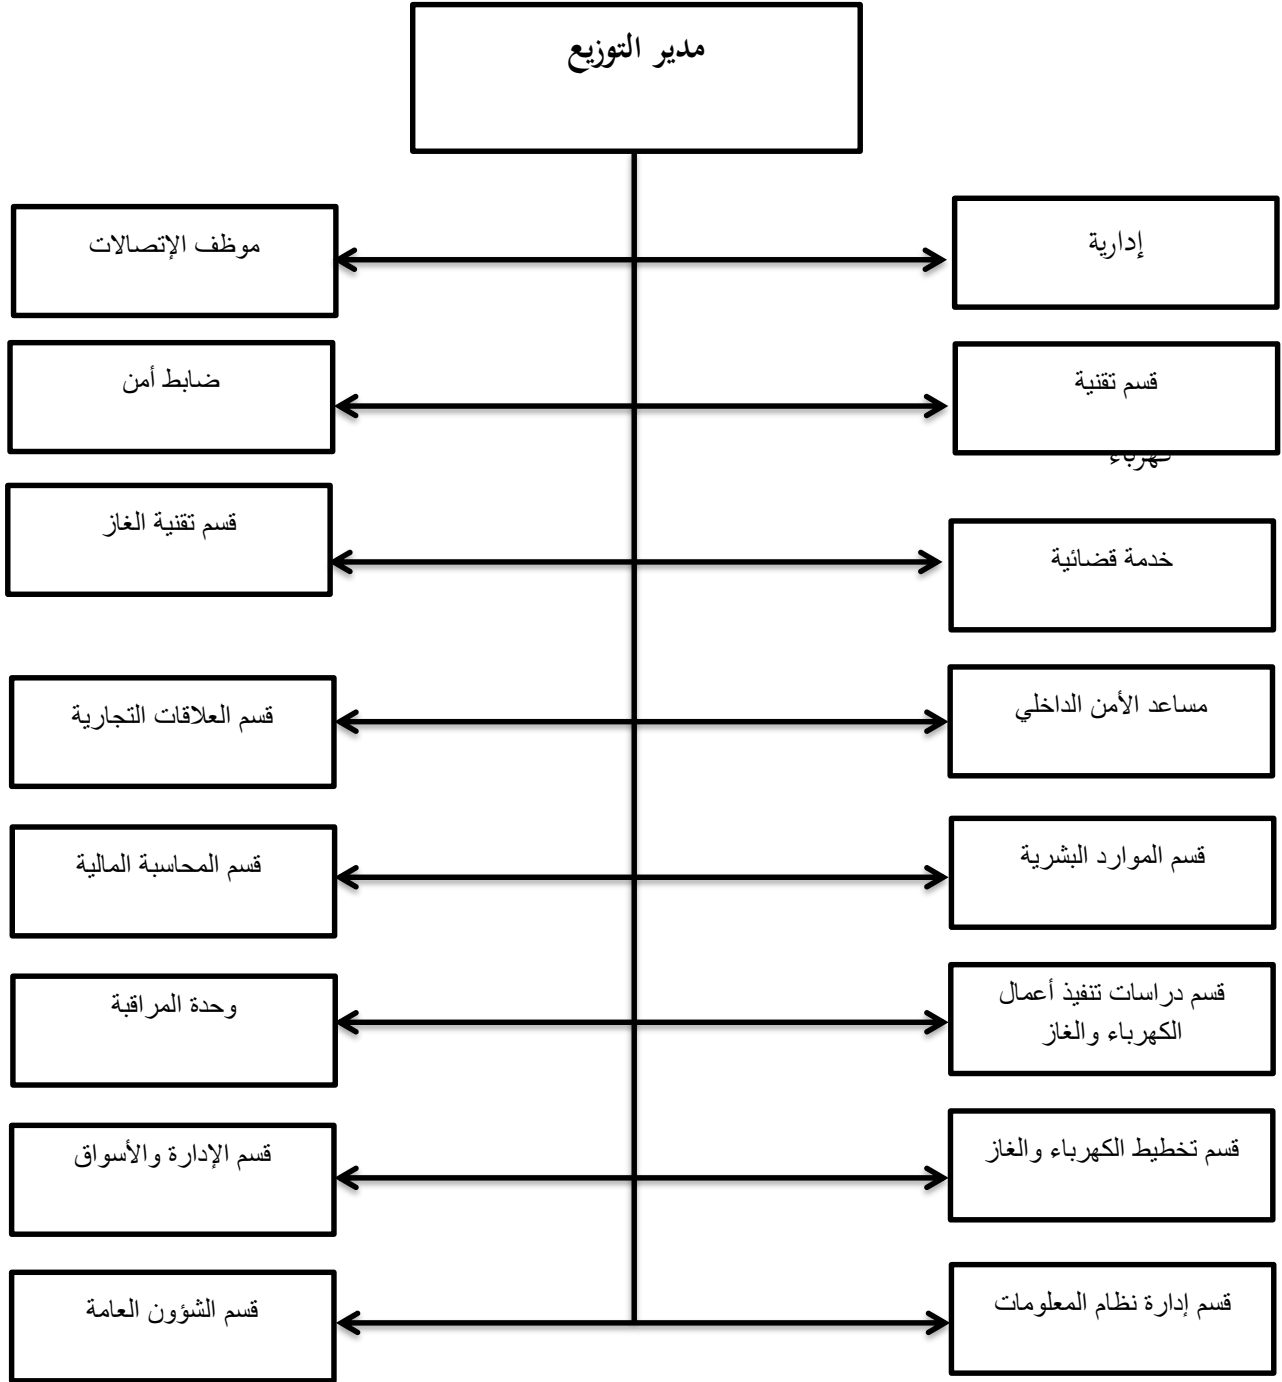 مدير التوزيع
إدارية
موظف الإتصالات
قسم تقنية
كهرباء
ضابط أمن
خدمة قضائية
قسم تقنية الغاز
مساعد الأمن الداخلي
قسم العلاقات التجارية
قسم الموارد البشرية
قسم المحاسبة المالية
قسم دراسات تنفيذ أعمال
الكهرباء والغاز
وحدة المراقبة
قسم تخطيط الكهرباء والغاز
قسم الإدارة والأسواق
قسم إدارة نظام المعلومات
قسم الشؤون العامة